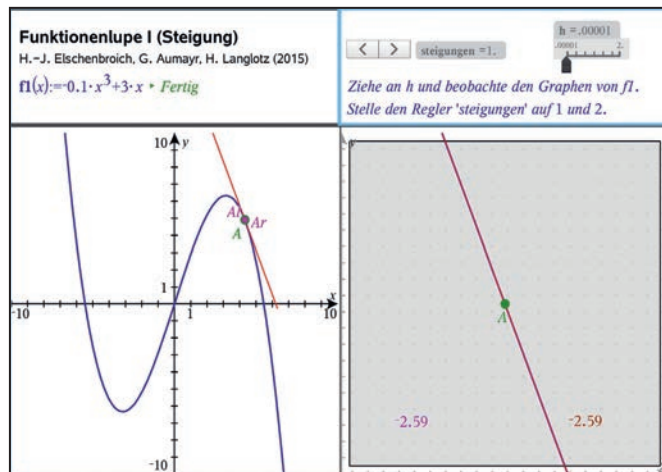 Funktionenlupe I (Steigung)
H.-J. Elschenbroich, G. Aumayr, H. Langlotz (2015)
f1(x):=-0.1·x³+3·x ▸ Fertig
< > steigungen =1.
h = .00001
.00001 2.
Ziehe an h und beobachte den Graphen von f1.
Stelle den Regler 'steigungen' auf 1 und 2.
10 y
Al Ar
A
1
x
-10 1 10
-10
y
A
-2.59 -2.59